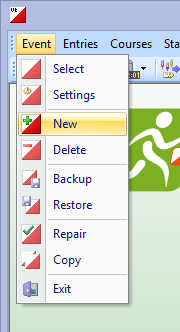 Event Entries Courses Sta
Select
Settings
New
Delete
Backup
Restore
Repair
Copy
Exit